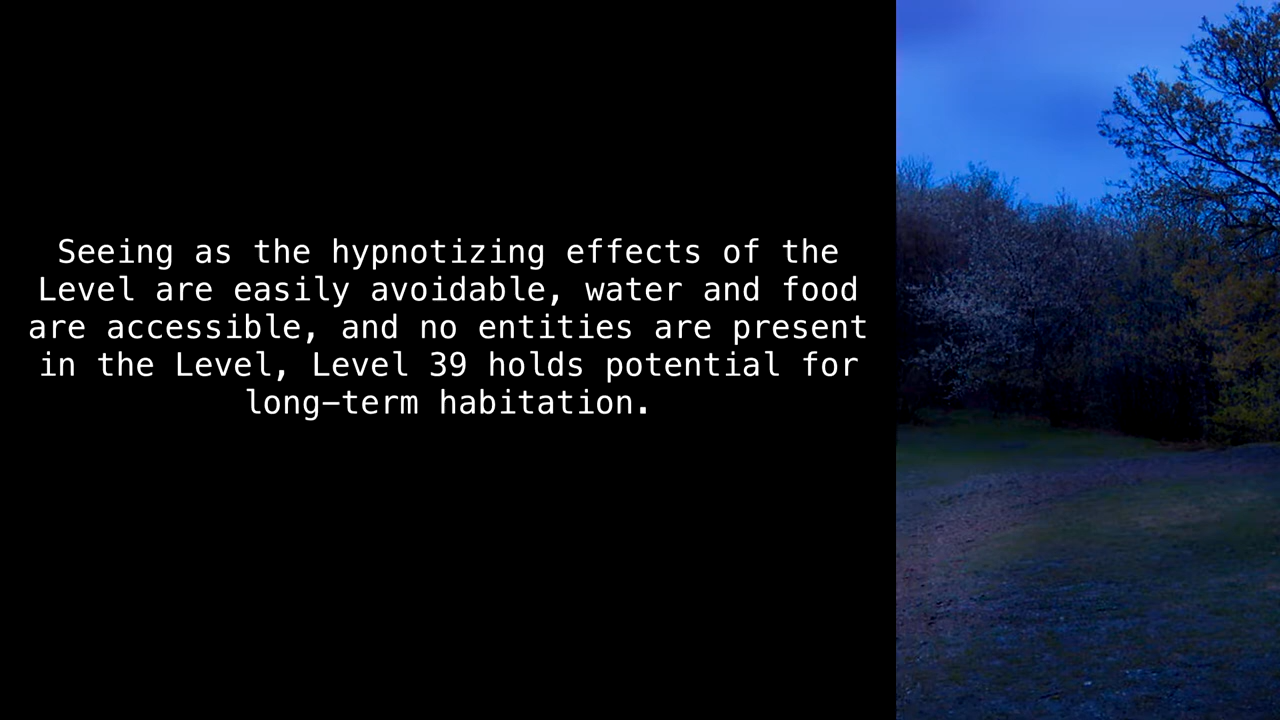 Seeing as the hypnotizing effects of the
Level are easily avoidable, water and food
are accessible, and no entities are present
in the Level, Level 39 holds potential for
long–term habitation.